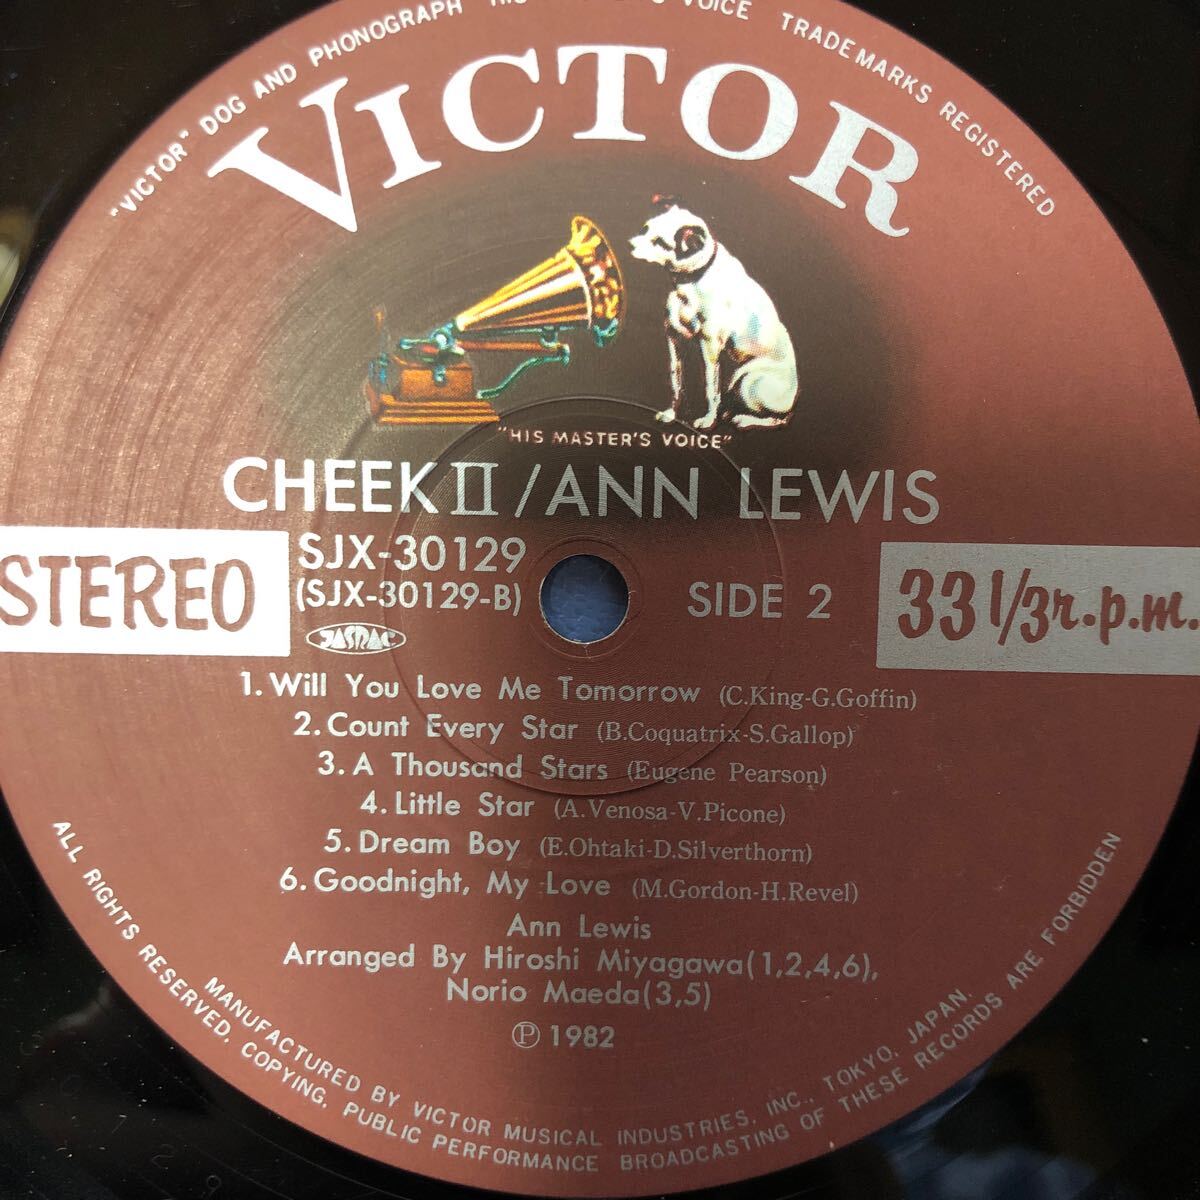 "VICTOR" DOG AND PHONOGRAPH HIS MASTER'S VOICE TRADEMARKS REGISTERED
VICTOR
"HIS MASTER'S VOICE"
CHEEK II / ANN LEWIS
STEREO
SJX-30129
(SJX-30129-B)
JASRAC
SIDE 2
33 1/3 r.p.m.
1. Will You Love Me Tomorrow (C.King-G.Goffin)
2. Count Every Star (B.Coquatrix-S.Gallop)
3. A Thousand Stars (Eugene Pearson)
4. Little Star (A.Venosa-V.Picone)
5. Dream Boy (E.Ohtaki-D.Silverthorn)
6. Goodnight, My Love (M.Gordon-H.Revel)
Ann Lewis
Arranged By Hiroshi Miyagawa(1,2,4,6),
Norio Maeda(3,5)
Ⓟ 1982
MANUFACTURED BY VICTOR MUSICAL INDUSTRIES, INC., TOKYO, JAPAN.
ALL RIGHTS RESERVED, COPYING, PUBLIC PERFORMANCE BROADCASTING OF THESE RECORDS ARE FORBIDDEN